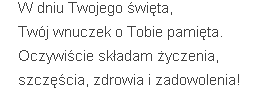 W dniu Twojego święta,
Twój wnuczek o Tobie pamięta.
Oczywiście składam życzenia,
szczęścia, zdrowia i zadowolenia!